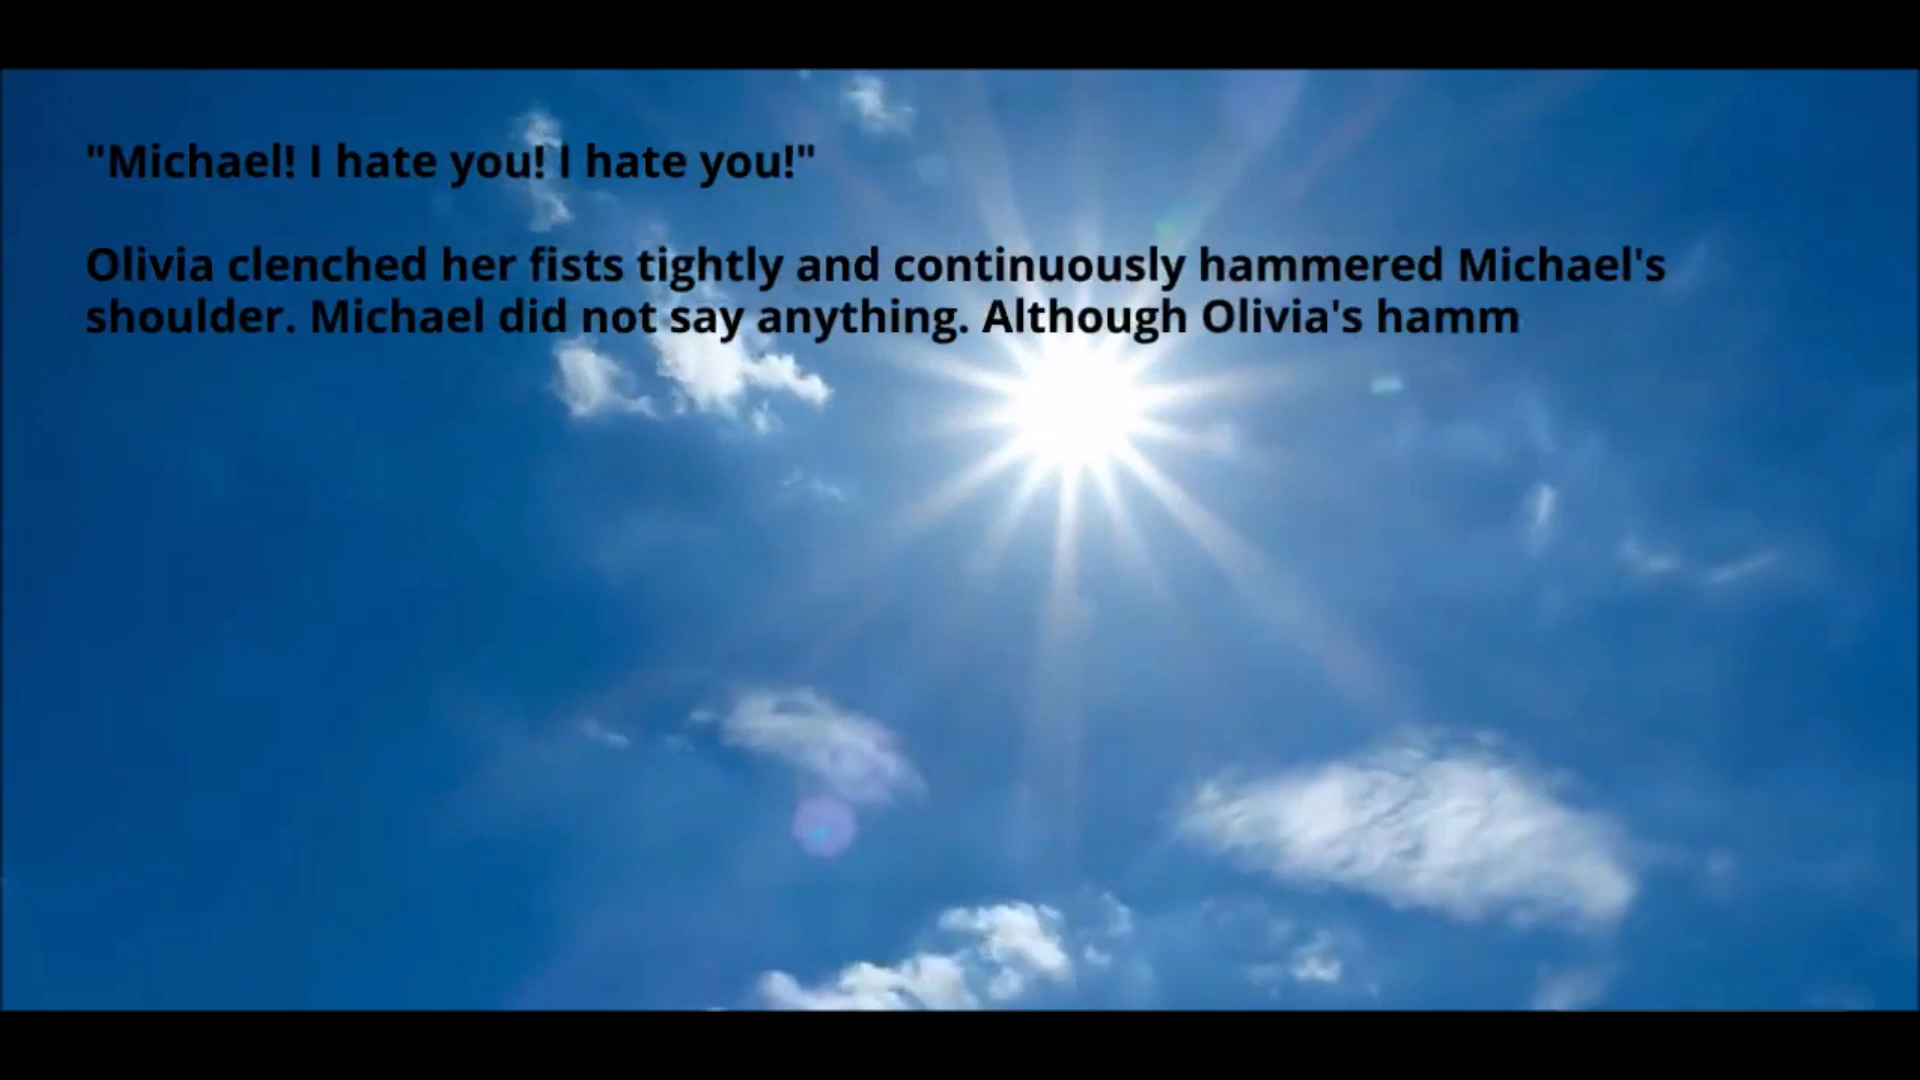 "Michael! I hate you! I hate you!"
Olivia clenched her fists tightly and continuously hammered Michael's
shoulder. Michael did not say anything. Although Olivia's hamm